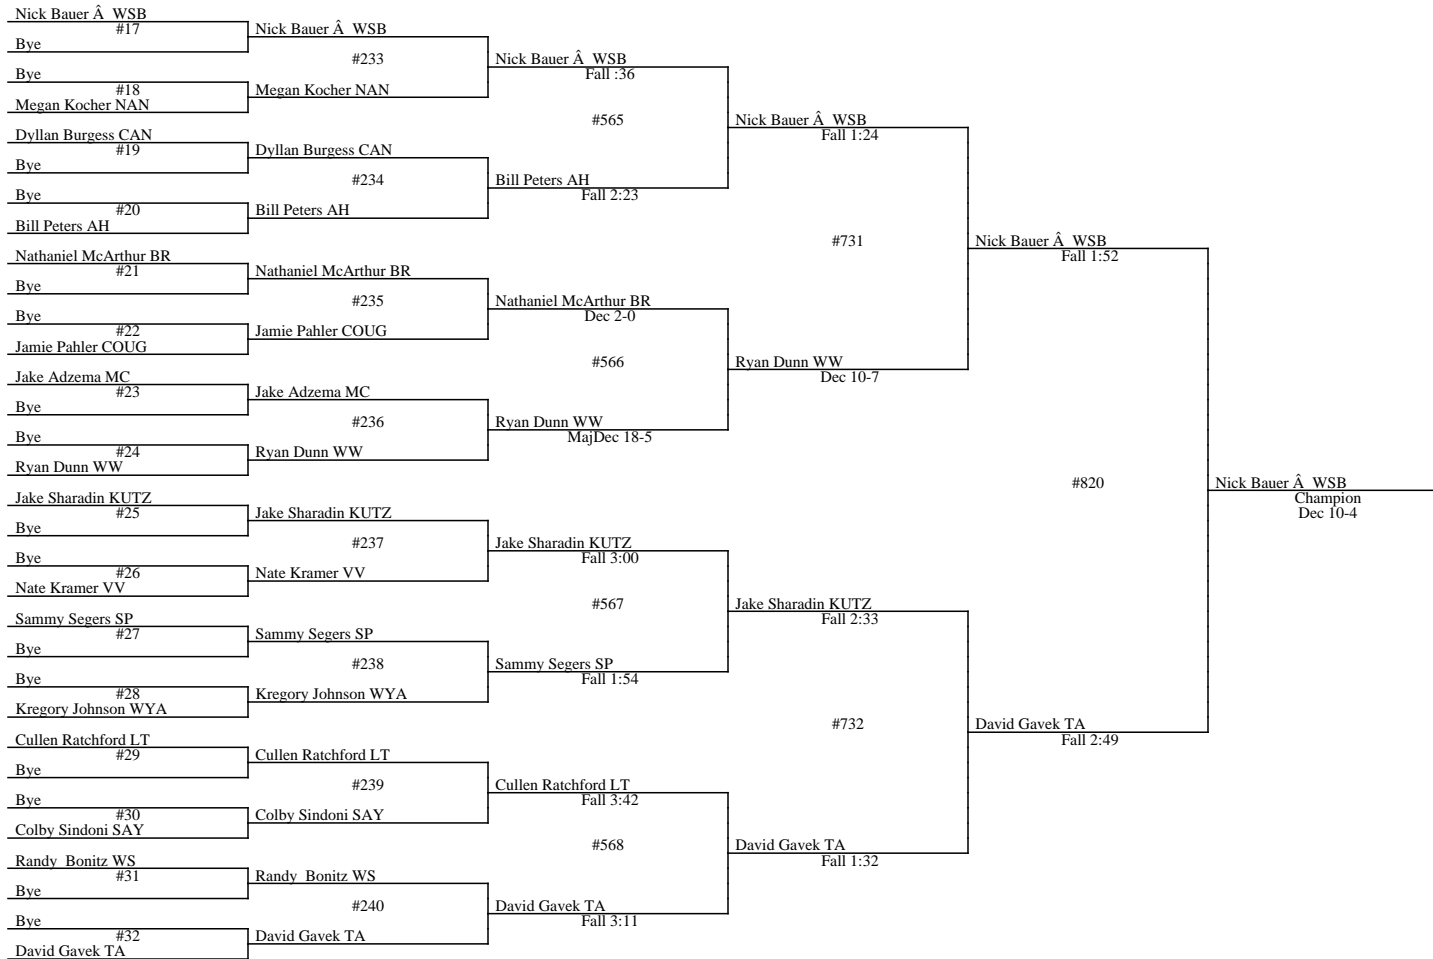 Nick Bauer Â  WSB
#17
Bye
Bye
#18
Megan Kocher NAN
Dyllan Burgess CAN
#19
Bye
Bye
#20
Bill Peters AH
Nathaniel McArthur BR
#21
Bye
Bye
#22
Jamie Pahler COUG
Jake Adzema MC
#23
Bye
Bye
#24
Ryan Dunn WW
Jake Sharadin KUTZ
#25
Bye
Bye
#26
Nate Kramer VV
Sammy Segers SP
#27
Bye
Bye
#28
Kregory Johnson WYA
Cullen Ratchford LT
#29
Bye
Bye
#30
Colby Sindoni SAY
Randy  Bonitz WS
#31
Bye
Bye
#32
David Gavek TA
Nick Bauer Â  WSB
#233
Megan Kocher NAN
Dyllan Burgess CAN
#234
Bill Peters AH
Nathaniel McArthur BR
#235
Jamie Pahler COUG
Jake Adzema MC
#236
Ryan Dunn WW
Jake Sharadin KUTZ
#237
Nate Kramer VV
Sammy Segers SP
#238
Kregory Johnson WYA
Cullen Ratchford LT
#239
Colby Sindoni SAY
Randy  Bonitz WS
#240
David Gavek TA
Nick Bauer Â  WSB
Fall :36
#565
Bill Peters AH
Fall 2:23
Nathaniel McArthur BR
Dec 2-0
#566
Ryan Dunn WW
MajDec 18-5
Jake Sharadin KUTZ
Fall 3:00
#567
Sammy Segers SP
Fall 1:54
Cullen Ratchford LT
Fall 3:42
#568
David Gavek TA
Fall 3:11
Nick Bauer Â  WSB
Fall 1:24
#731
Ryan Dunn WW
Dec 10-7
Jake Sharadin KUTZ
Fall 2:33
#732
David Gavek TA
Fall 1:32
Nick Bauer Â  WSB
Fall 1:52
#820
David Gavek TA
Fall 2:49
Nick Bauer Â  WSB
Champion
Dec 10-4